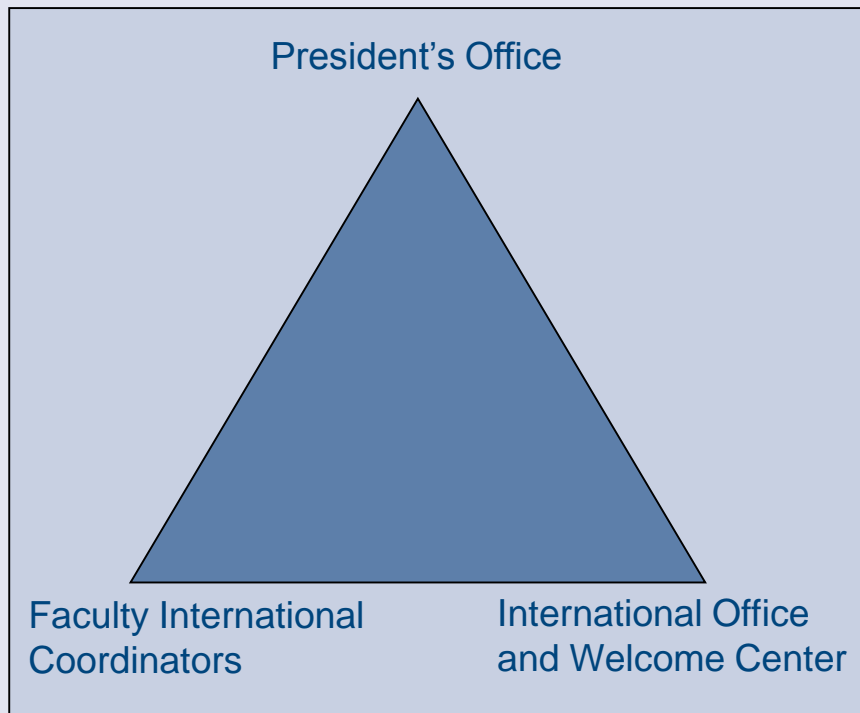 President’s Office
Faculty International
Coordinators
International Office
and Welcome Center